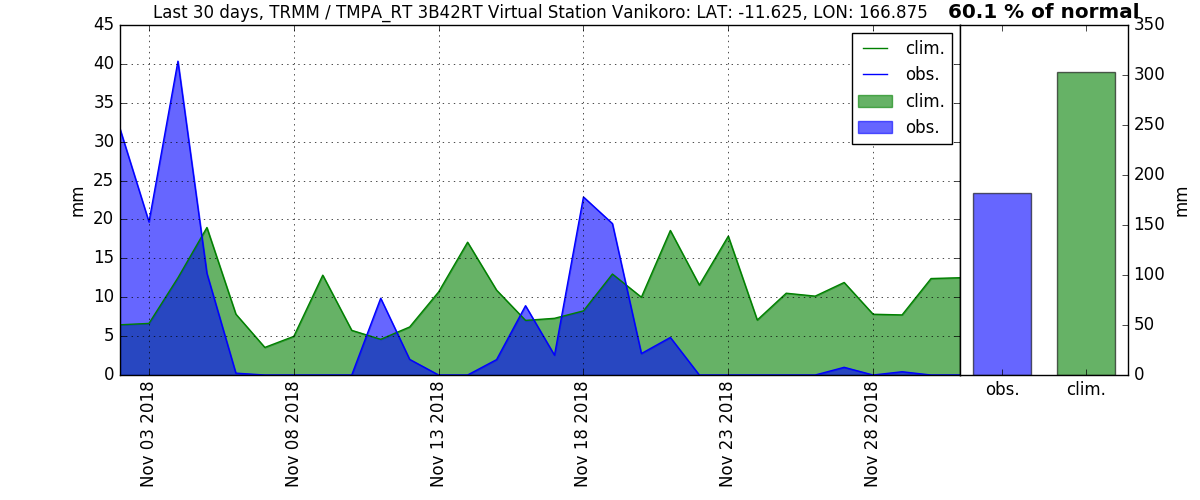 Last 30 days, TRMM / TMPA_RT 3B42RT Virtual Station Vanikoro: LAT: -11.625, LON: 166.875
60.1 % of normal
45
40
35
30
25
20
15
10
5
0
mm
clim.
obs.
clim.
obs.
Nov 03 2018
Nov 08 2018
Nov 13 2018
Nov 18 2018
Nov 23 2018
Nov 28 2018
350
300
250
200
150
100
50
0
mm
obs.
clim.